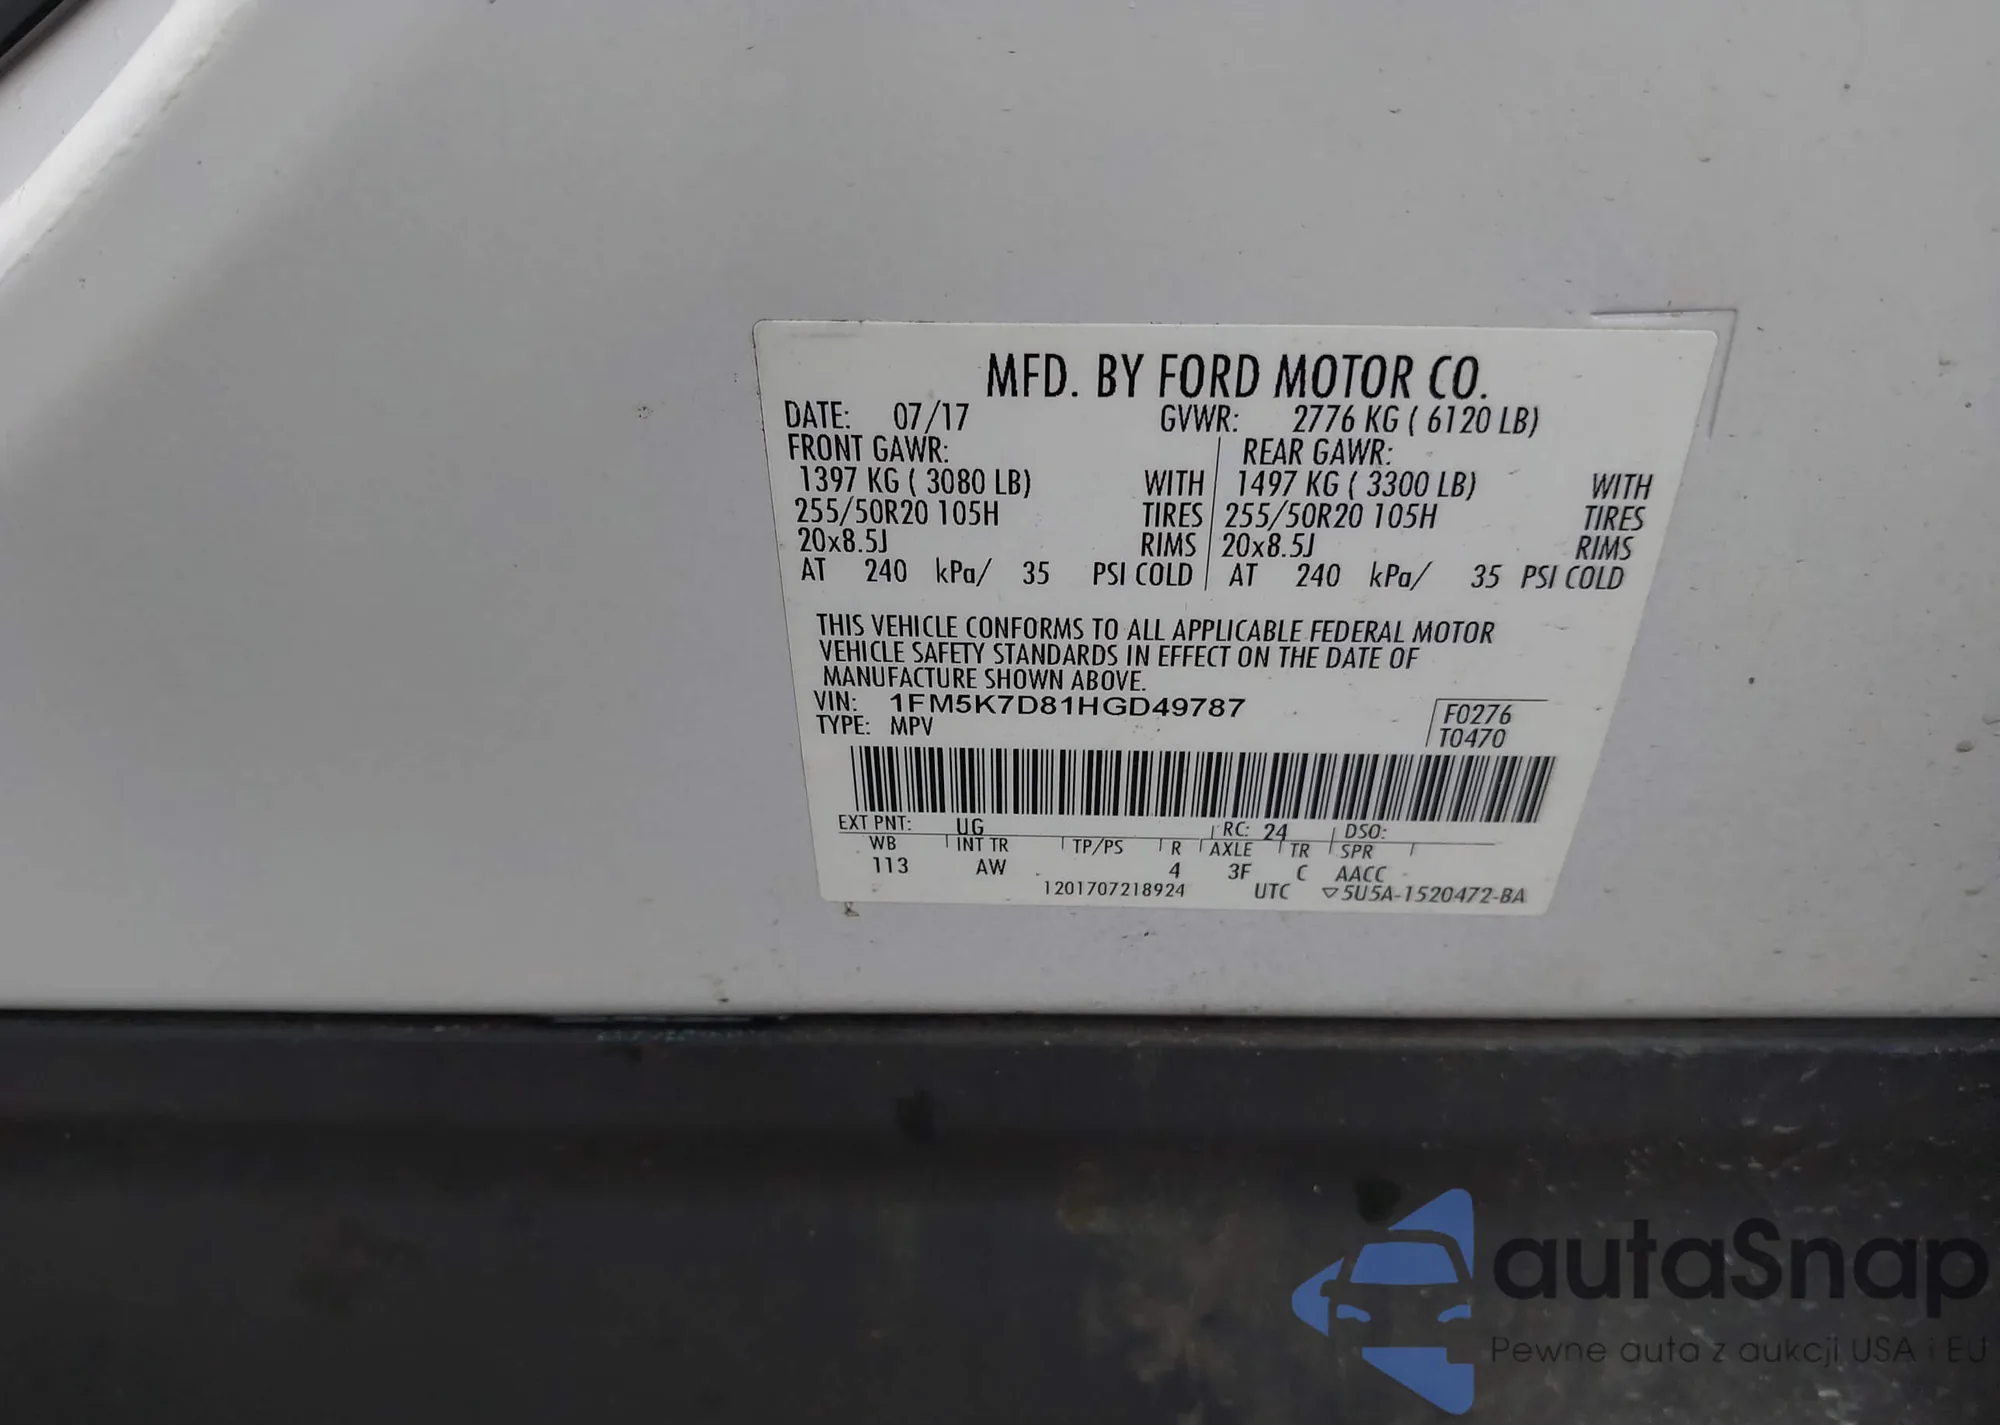 MFD. BY FORD MOTOR CO.
DATE: 07/17 GVWR: 2776 KG ( 6120 LB)
FRONT GAWR: REAR GAWR:
1397 KG ( 3080 LB) WITH 1497 KG ( 3300 LB) WITH
255/50R20 105H TIRES 255/50R20 105H TIRES
20x8.5J RIMS 20x8.5J RIMS
AT 240 kPa/ 35 PSI COLD AT 240 kPa/ 35 PSI COLD
THIS VEHICLE CONFORMS TO ALL APPLICABLE FEDERAL MOTOR
VEHICLE SAFETY STANDARDS IN EFFECT ON THE DATE OF
MANUFACTURE SHOWN ABOVE.
VIN: 1FM5K7D81HGD49787 F0276
TYPE: MPV T0470
EXT PNT: UG RC: 24 DSO:
WB INT TR TP/PS R AXLE TR SPR
113 AW 4 3F C AACC
1201707218924 UTC ▽5U5A-1520472-BA
autaSnap
Pewne auta z aukcji USA i EU